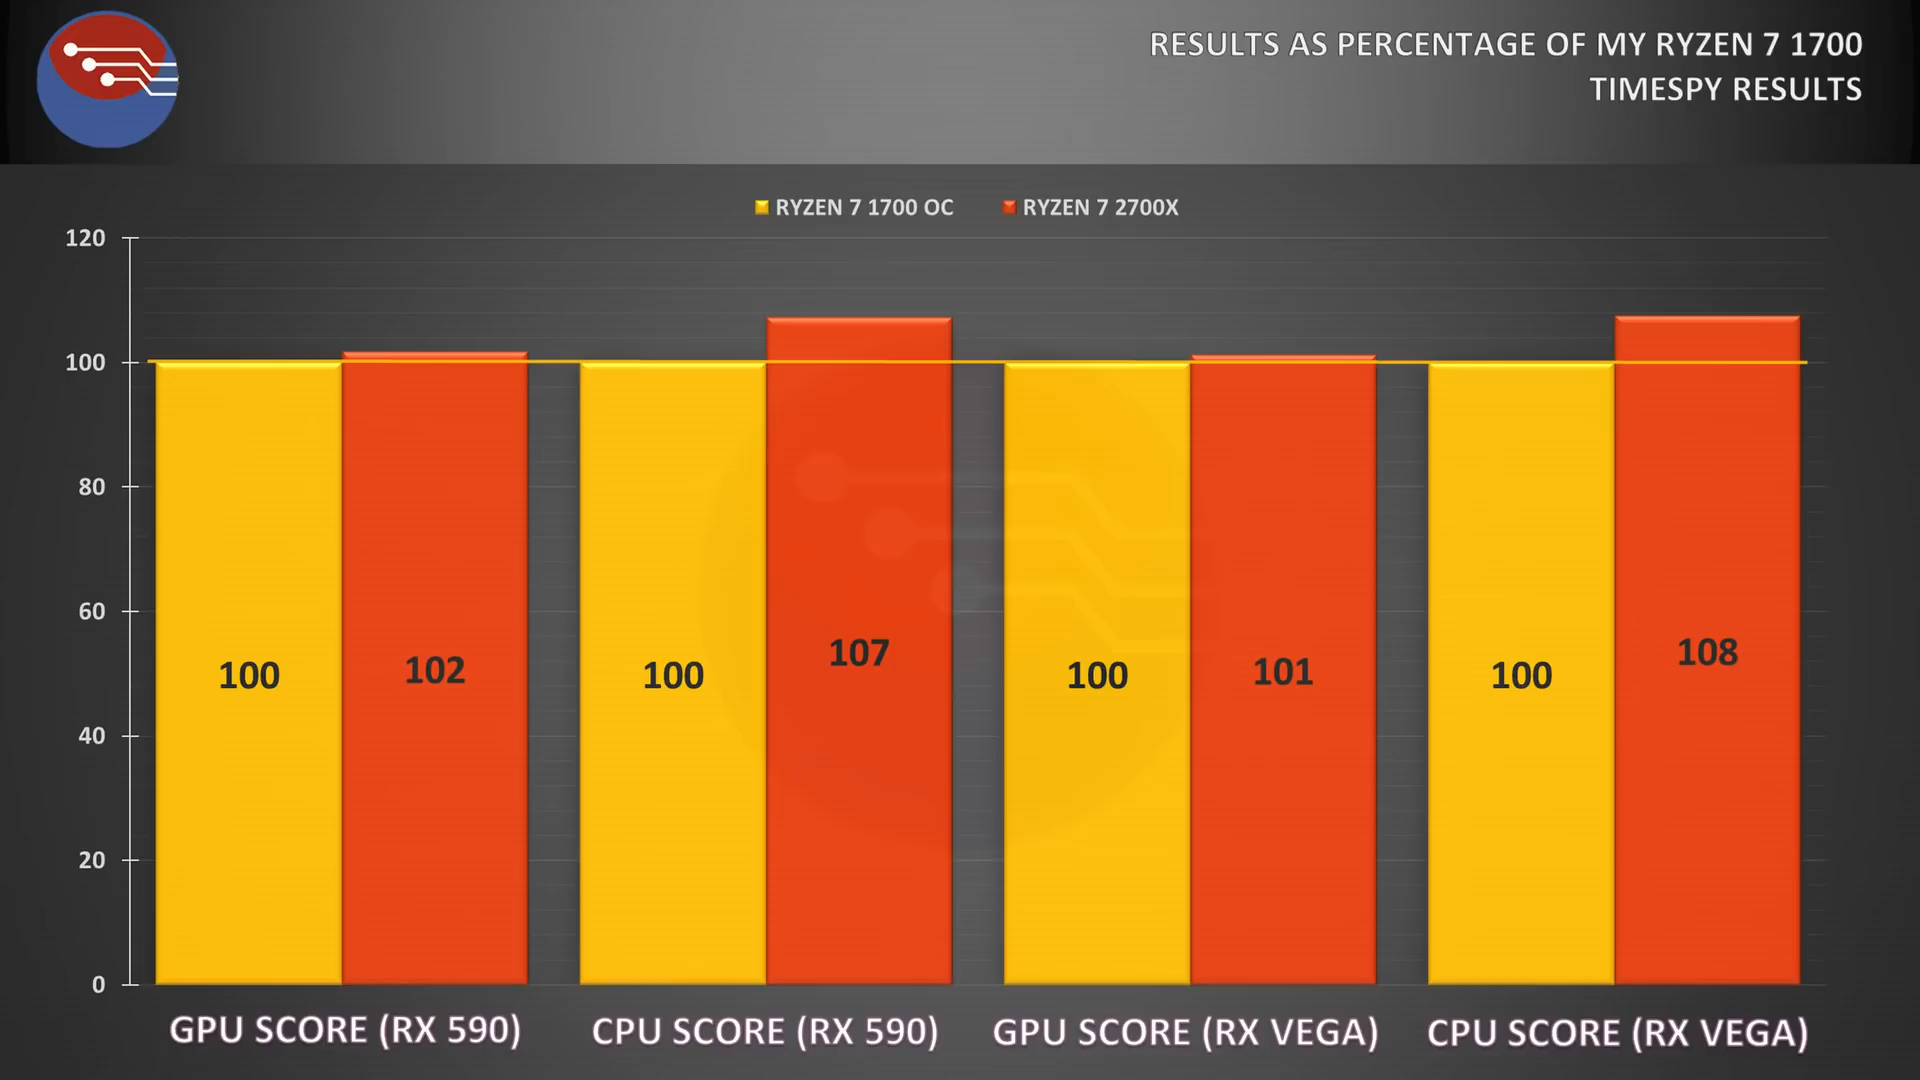 RESULTS AS PERCENTAGE OF MY RYZEN 7 1700
TIMESPY RESULTS
RYZEN 7 1700 OC
RYZEN 7 2700X
120
100
80
60
40
20
0
100
102
100
107
100
101
100
108
GPU SCORE (RX 590)
CPU SCORE (RX 590)
GPU SCORE (RX VEGA)
CPU SCORE (RX VEGA)